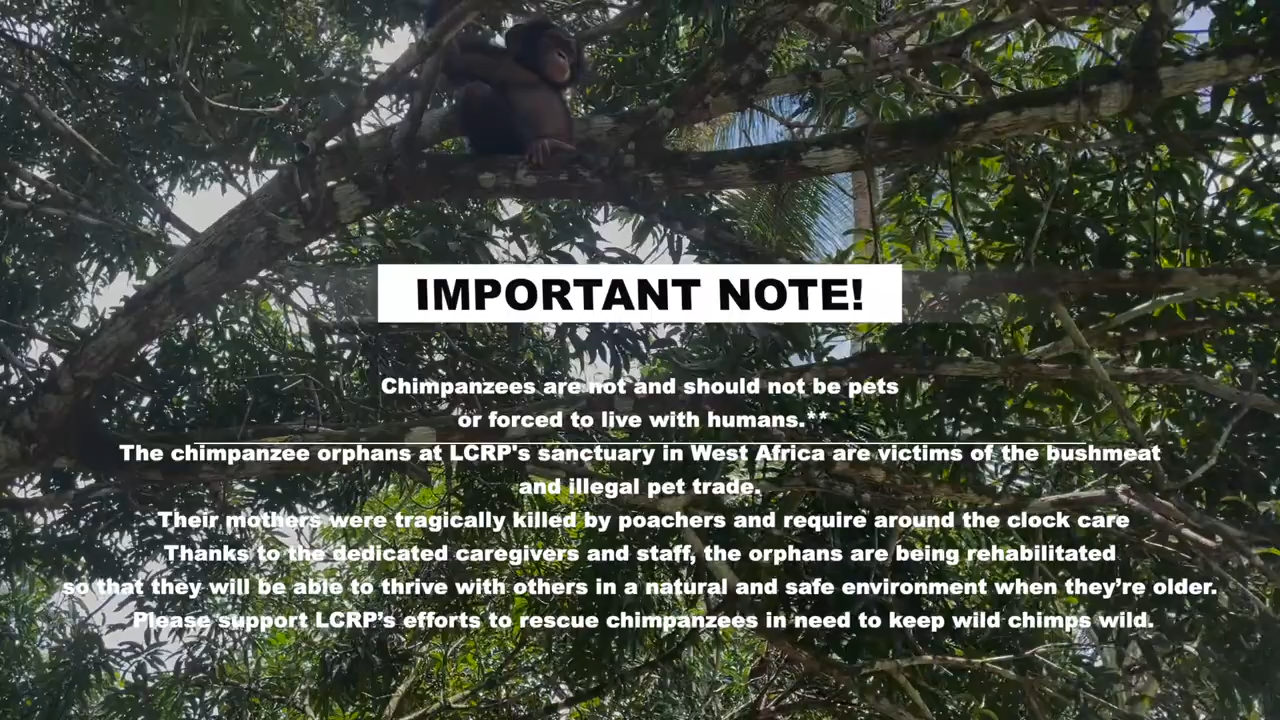 IMPORTANT NOTE!
Chimpanzees are not and should not be pets
or forced to live with humans.**
The chimpanzee orphans at LCRP's sanctuary in West Africa are victims of the bushmeat
and illegal pet trade.
Their mothers were tragically killed by poachers and require around the clock care
Thanks to the dedicated caregivers and staff, the orphans are being rehabilitated
so that they will be able to thrive with others in a natural and safe environment when they’re older.
Please support LCRP’s efforts to rescue chimpanzees in need to keep wild chimps wild.